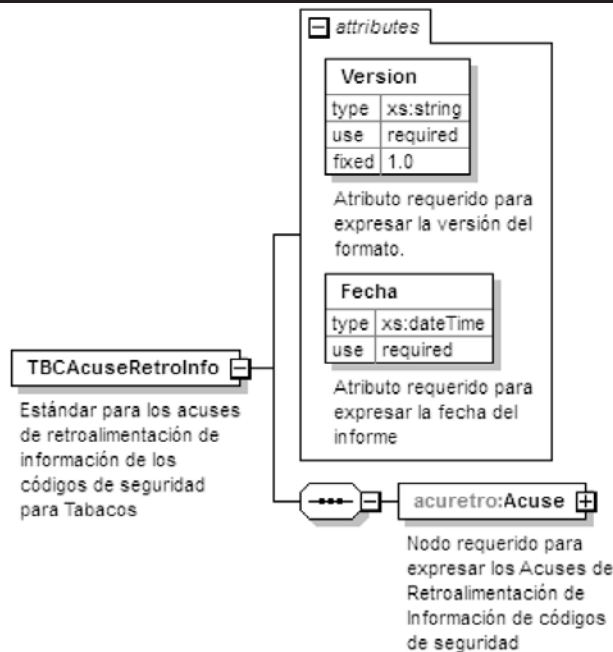 attributes
Version
type xs:string
use required
fixed 1.0
Atributo requerido para
expresar la versión del
formato.
Fecha
type xs:dateTime
use required
Atributo requerido para
expresar la fecha del
informe
TBCAcuseRetroInfo
Estándar para los acuses
de retroalimentación de
información de los
códigos de seguridad
para Tabacos
acuretro:Acuse
Nodo requerido para
expresar los Acuses de
Retroalimentación de
Información de códigos
de seguridad